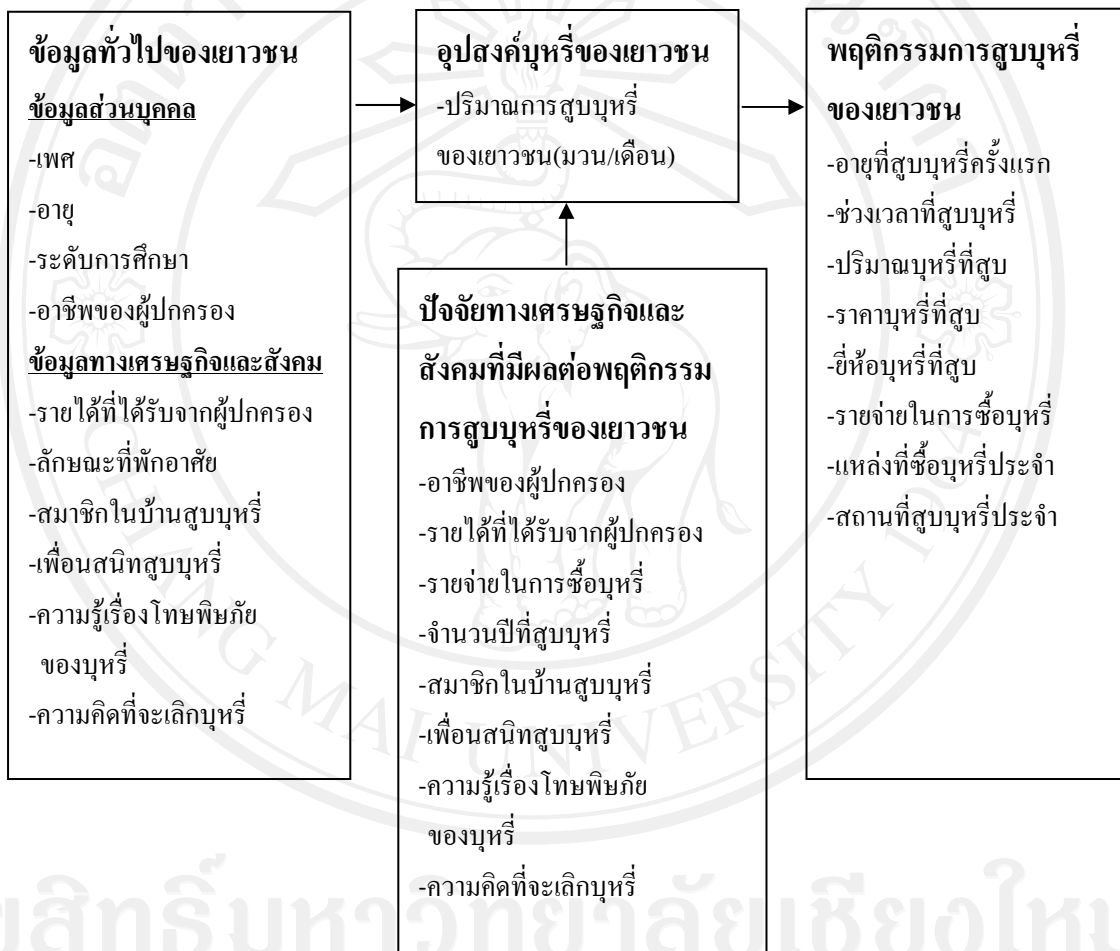 ข้อมูลทั่วไปของเยาวชน
ข้อมูลส่วนบุคคล
-เพศ
-อายุ
-ระดับการศึกษา
-อาชีพของผู้ปกครอง
ข้อมูลทางเศรษฐกิจและสังคม
-รายได้ที่ได้รับจากผู้ปกครอง
-ลักษณะที่พักอาศัย
-สมาชิกในบ้านสูบบุหรี่
-เพื่อนสนิทสูบบุหรี่
-ความรู้เรื่องโทษพิษภัย
ของบุหรี่
-ความคิดที่จะเลิกบุหรี่
อุปสงค์บุหรี่ของเยาวชน
-ปริมาณการสูบบุหรี่
ของเยาวชน(มวน/เดือน)
ปัจจัยทางเศรษฐกิจและ
สังคมที่มีผลต่อพฤติกรรม
การสูบบุหรี่ของเยาวชน
-อาชีพของผู้ปกครอง
-รายได้ที่ได้รับจากผู้ปกครอง
-รายจ่ายในการซื้อบุหรี่
-จำนวนปีที่สูบบุหรี่
-สมาชิกในบ้านสูบบุหรี่
-เพื่อนสนิทสูบบุหรี่
-ความรู้เรื่องโทษพิษภัย
ของบุหรี่
-ความคิดที่จะเลิกบุหรี่
พฤติกรรมการสูบบุหรี่
ของเยาวชน
-อายุที่สูบบุหรี่ครั้งแรก
-ช่วงเวลาที่สูบบุหรี่
-ปริมาณบุหรี่ที่สูบ
-ราคาบุหรี่ที่สูบ
-ยี่ห้อบุหรี่ที่สูบ
-รายจ่ายในการซื้อบุหรี่
-แหล่งที่ซื้อบุหรี่ประจำ
-สถานที่สูบบุหรี่ประจำ
CHIANG MAI UNIVERSITY